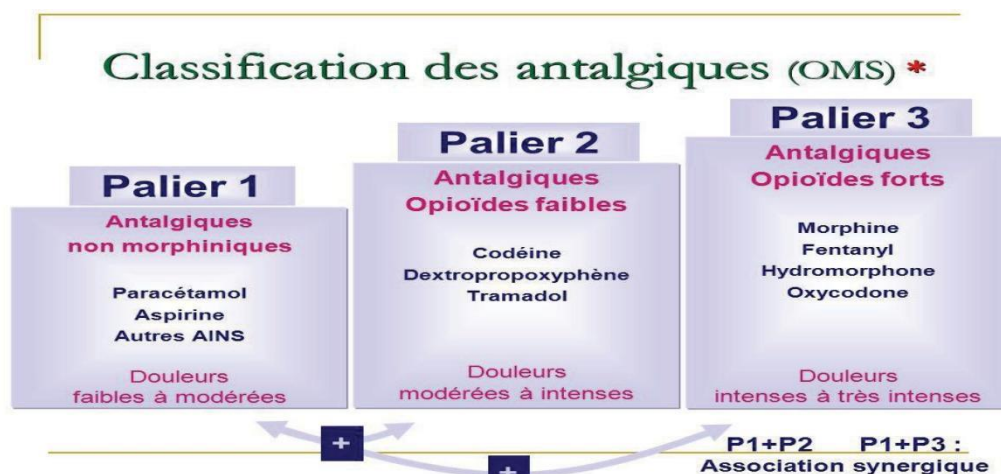 Classification des antalgiques (OMS) *
Palier 1
Antalgiques
non morphiniques
Paracétamol
Aspirine
Autres AINS
Douleurs
faibles à modérées
Palier 2
Antalgiques
Opioïdes faibles
Codéine
Dextropropoxyphène
Tramadol
Douleurs
modérées à intenses
Palier 3
Antalgiques
Opioïdes forts
Morphine
Fentanyl
Hydromorphone
Oxycodone
Douleurs
intenses à très intenses
+
+
P1+P2 P1+P3 :
Association synergique